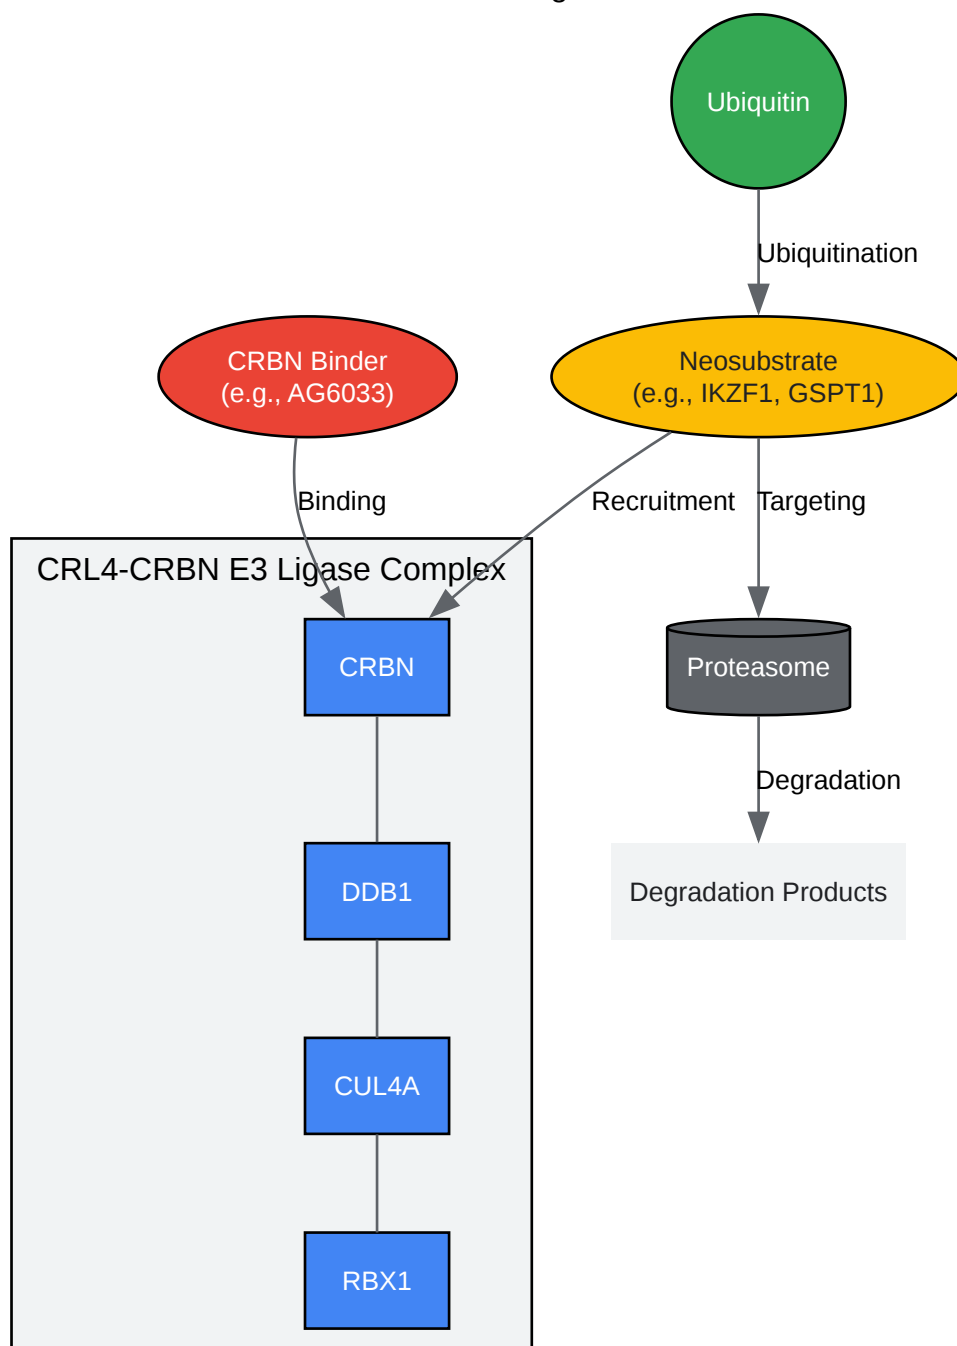 Ubiquitin
Ubiquitination
CRBN Binder
(e.g., AG6033)
Neosubstrate
(e.g., IKZF1, GSPT1)
Binding
Recruitment
Targeting
CRL4-CRBN E3 Ligase Complex
CRBN
Proteasome
Degradation
DDB1
Degradation Products
CUL4A
RBX1